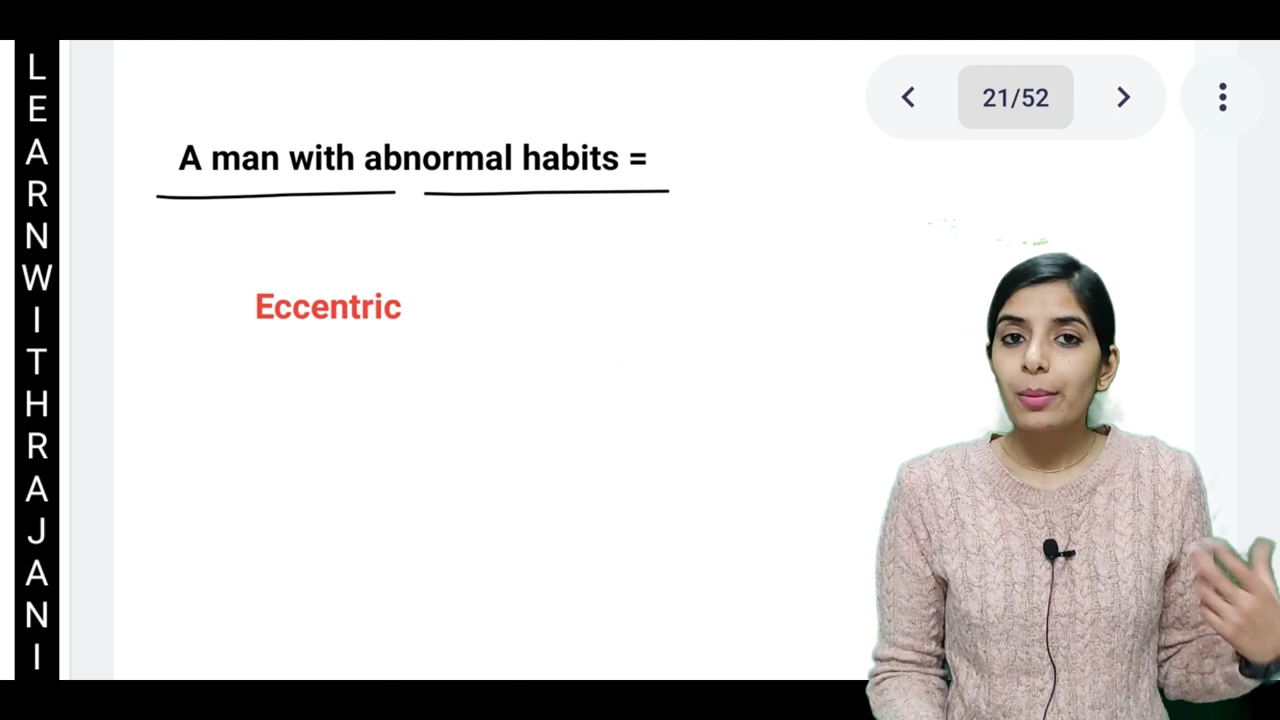 LEARNWITHRAJANI
21/52
A man with abnormal habits =
Eccentric